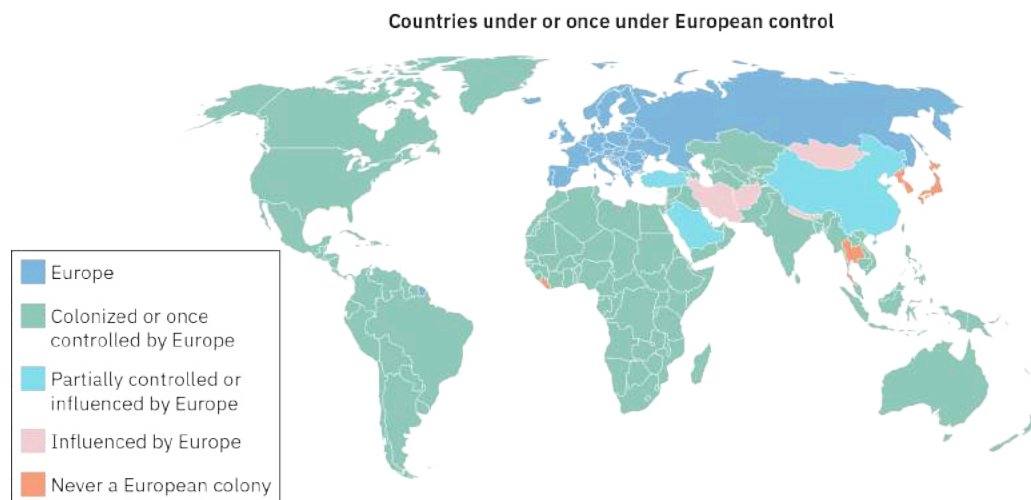 Countries under or once under European control
Europe
Colonized or once
controlled by Europe
Partially controlled or
influenced by Europe
Influenced by Europe
Never a European colony